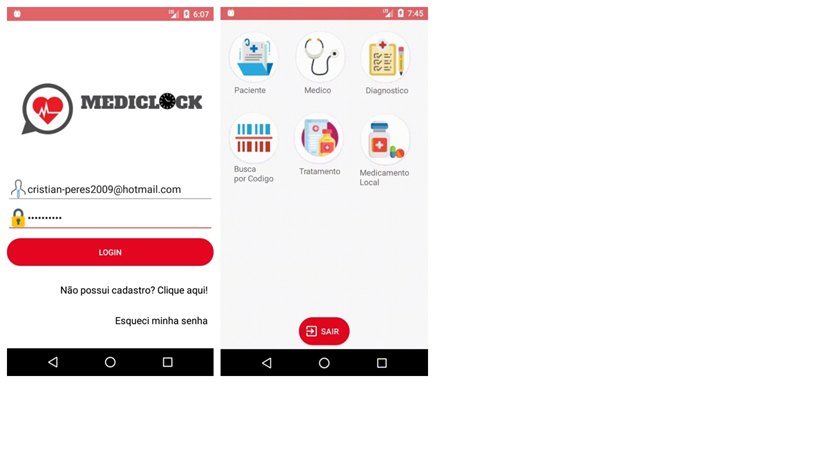 6:07
MEDICLOCK
cristian-peres2009@hotmail.com
••••••••••
LOGIN
Não possui cadastro? Clique aqui!
Esqueci minha senha
7:45
Paciente
Medico
Diagnostico
Busca
por Codigo
Tratamento
Medicamento
Local
SAIR